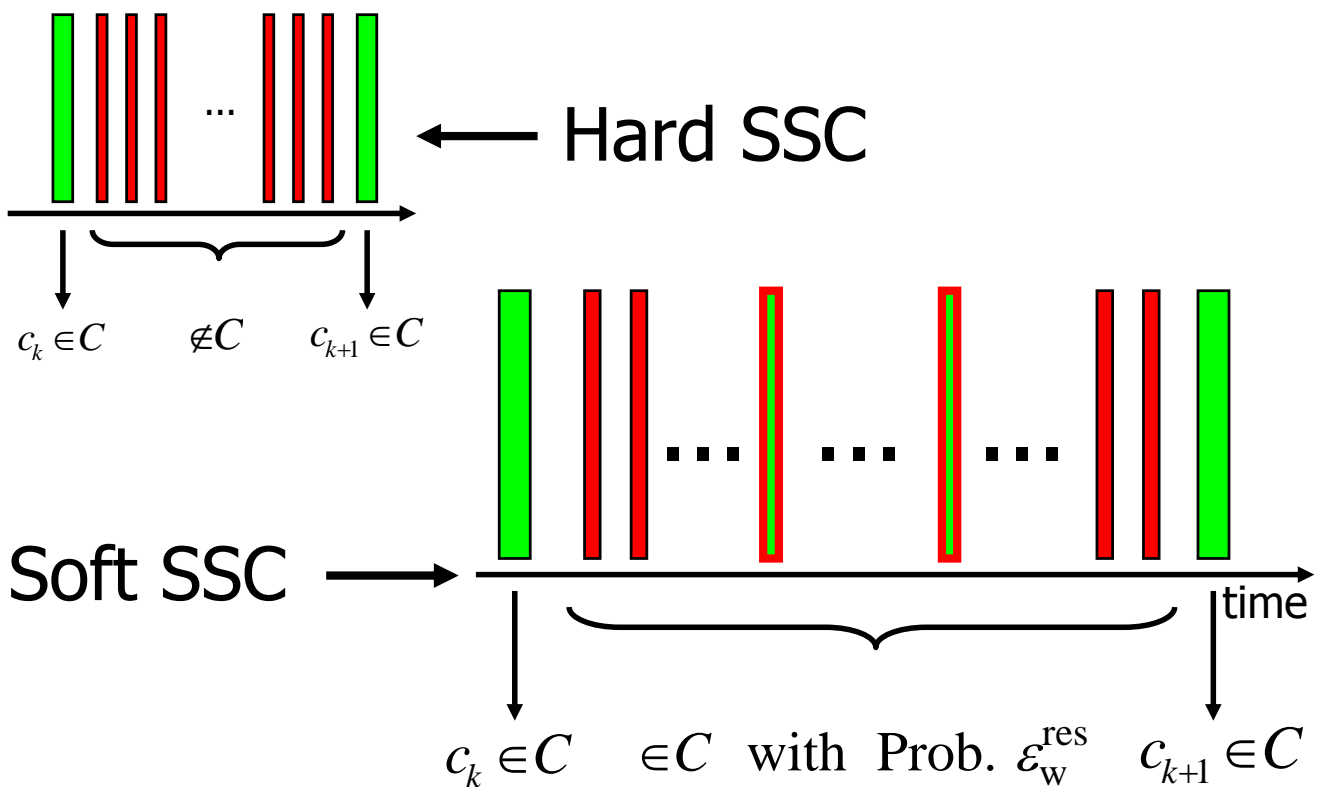 ...
Hard SSC
c_k ∈ C ∉ C c_{k+1} ∈ C
... ... ...
Soft SSC
time
c_k ∈ C ∈ C with Prob. ε_w^res c_{k+1} ∈ C